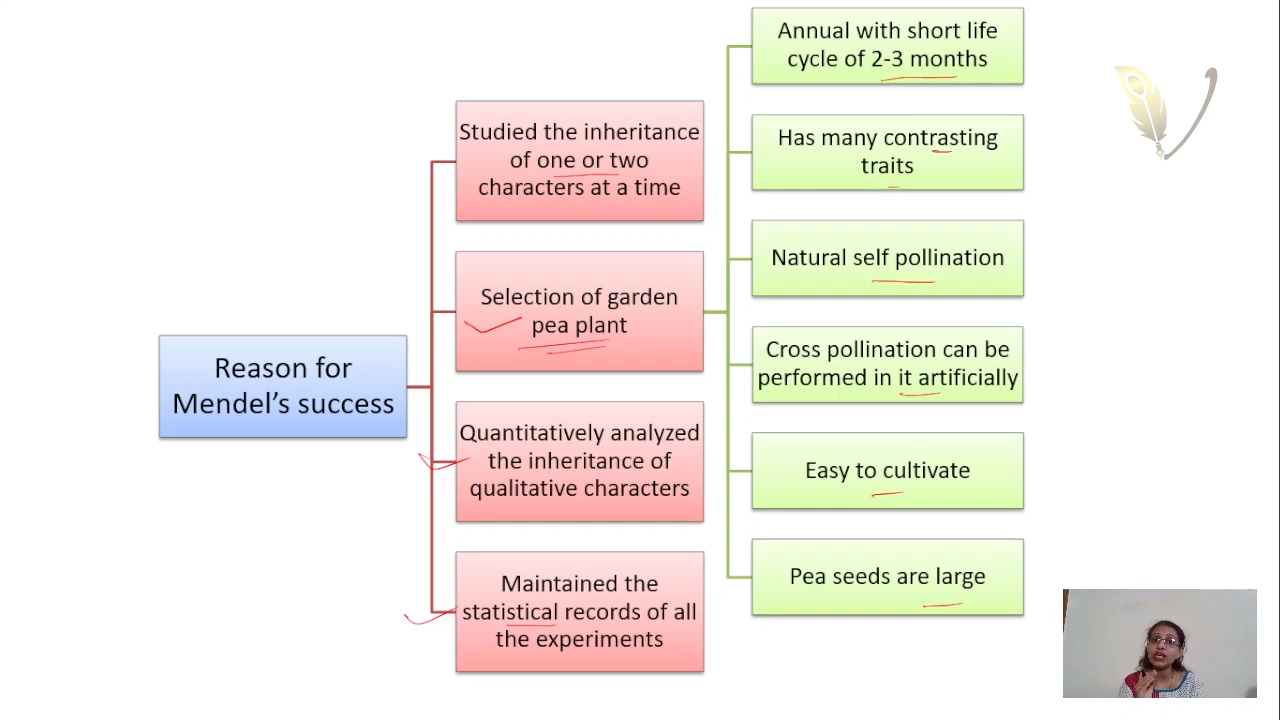 Reason for
Mendel's success
Studied the inheritance
of one or two
characters at a time
Selection of garden
pea plant
Quantitatively analyzed
the inheritance of
qualitative characters
Maintained the
statistical records of all
the experiments
Annual with short life
cycle of 2-3 months
Has many contrasting
traits
Natural self pollination
Cross pollination can be
performed in it artificially
Easy to cultivate
Pea seeds are large